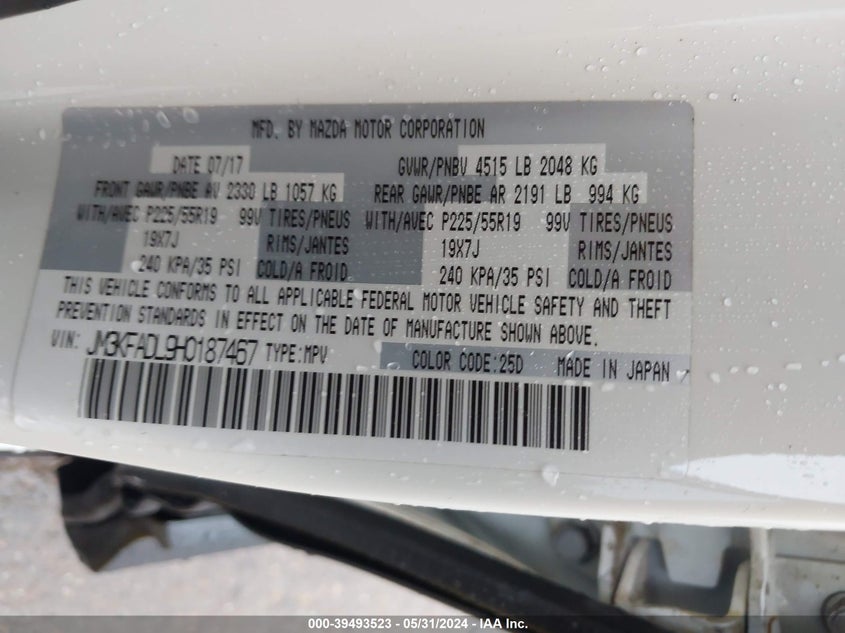 MFD. BY MAZDA MOTOR CORPORATION
DATE 07/17 GVWR/PNBV 4515 LB 2048 KG
FRONT GAWR/PNBE AV 2330 LB 1057 KG REAR GAWR/PNBE AR 2191 LB 994 KG
WITH/AVEC P225/55R19 99V TIRES/PNEUS WITH/AVEC P225/55R19 99V TIRES/PNEUS
19X7J RIMS/JANTES 19X7J RIMS/JANTES
240 KPA/35 PSI COLD/A FROID 240 KPA/35 PSI COLD/A FROID
THIS VEHICLE CONFORMS TO ALL APPLICABLE FEDERAL MOTOR VEHICLE SAFETY AND THEFT
PREVENTION STANDARDS IN EFFECT ON THE DATE OF MANUFACTURE SHOWN ABOVE.
VIN: JM3KFADL9H0187467 TYPE:MPV COLOR CODE:25D MADE IN JAPAN
000-39493523 - 05/31/2024 - IAA, Inc.